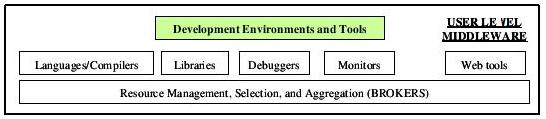 Development Environments and Tools
USER LEVEL
MIDDLEWARE
Languages/Compilers
Libraries
Debuggers
Monitors
Web tools
Resource Management, Selection, and Aggregation (BROKERS)